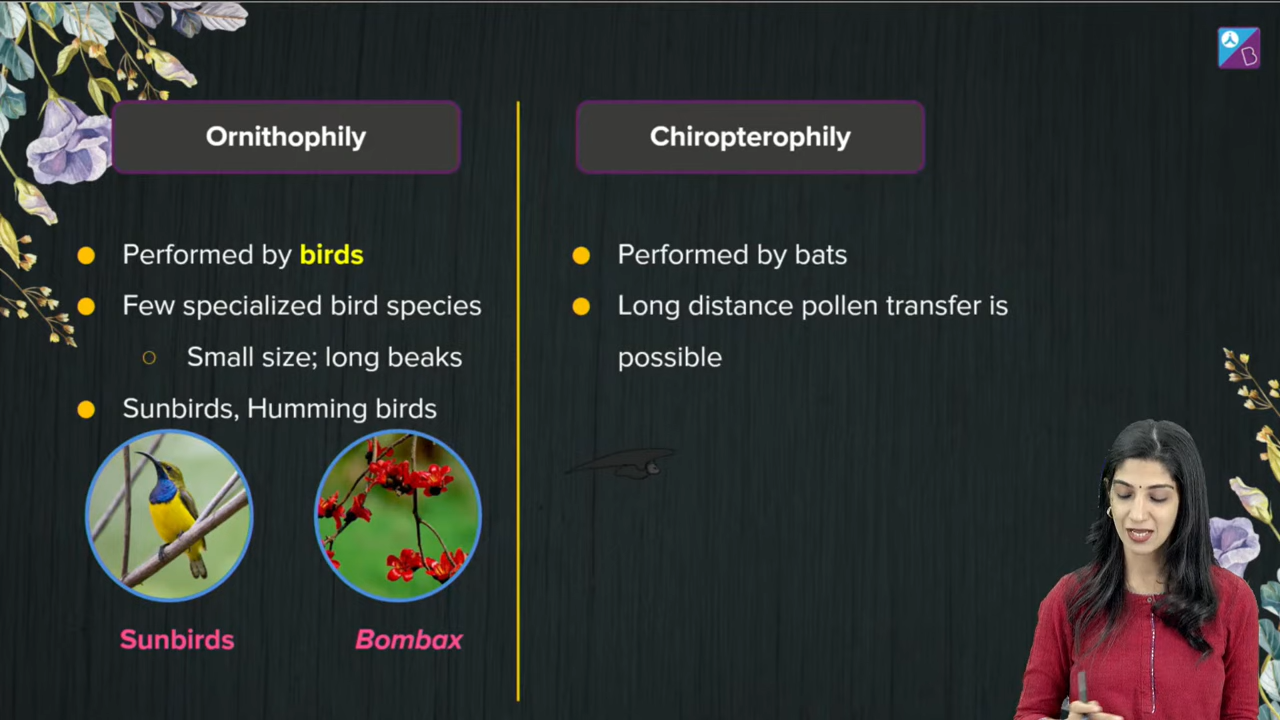 Ornithophily
Performed by birds
Few specialized bird species
Small size; long beaks
Sunbirds, Humming birds
Sunbirds
Bombax
Chiropterophily
Performed by bats
Long distance pollen transfer is
possible
B